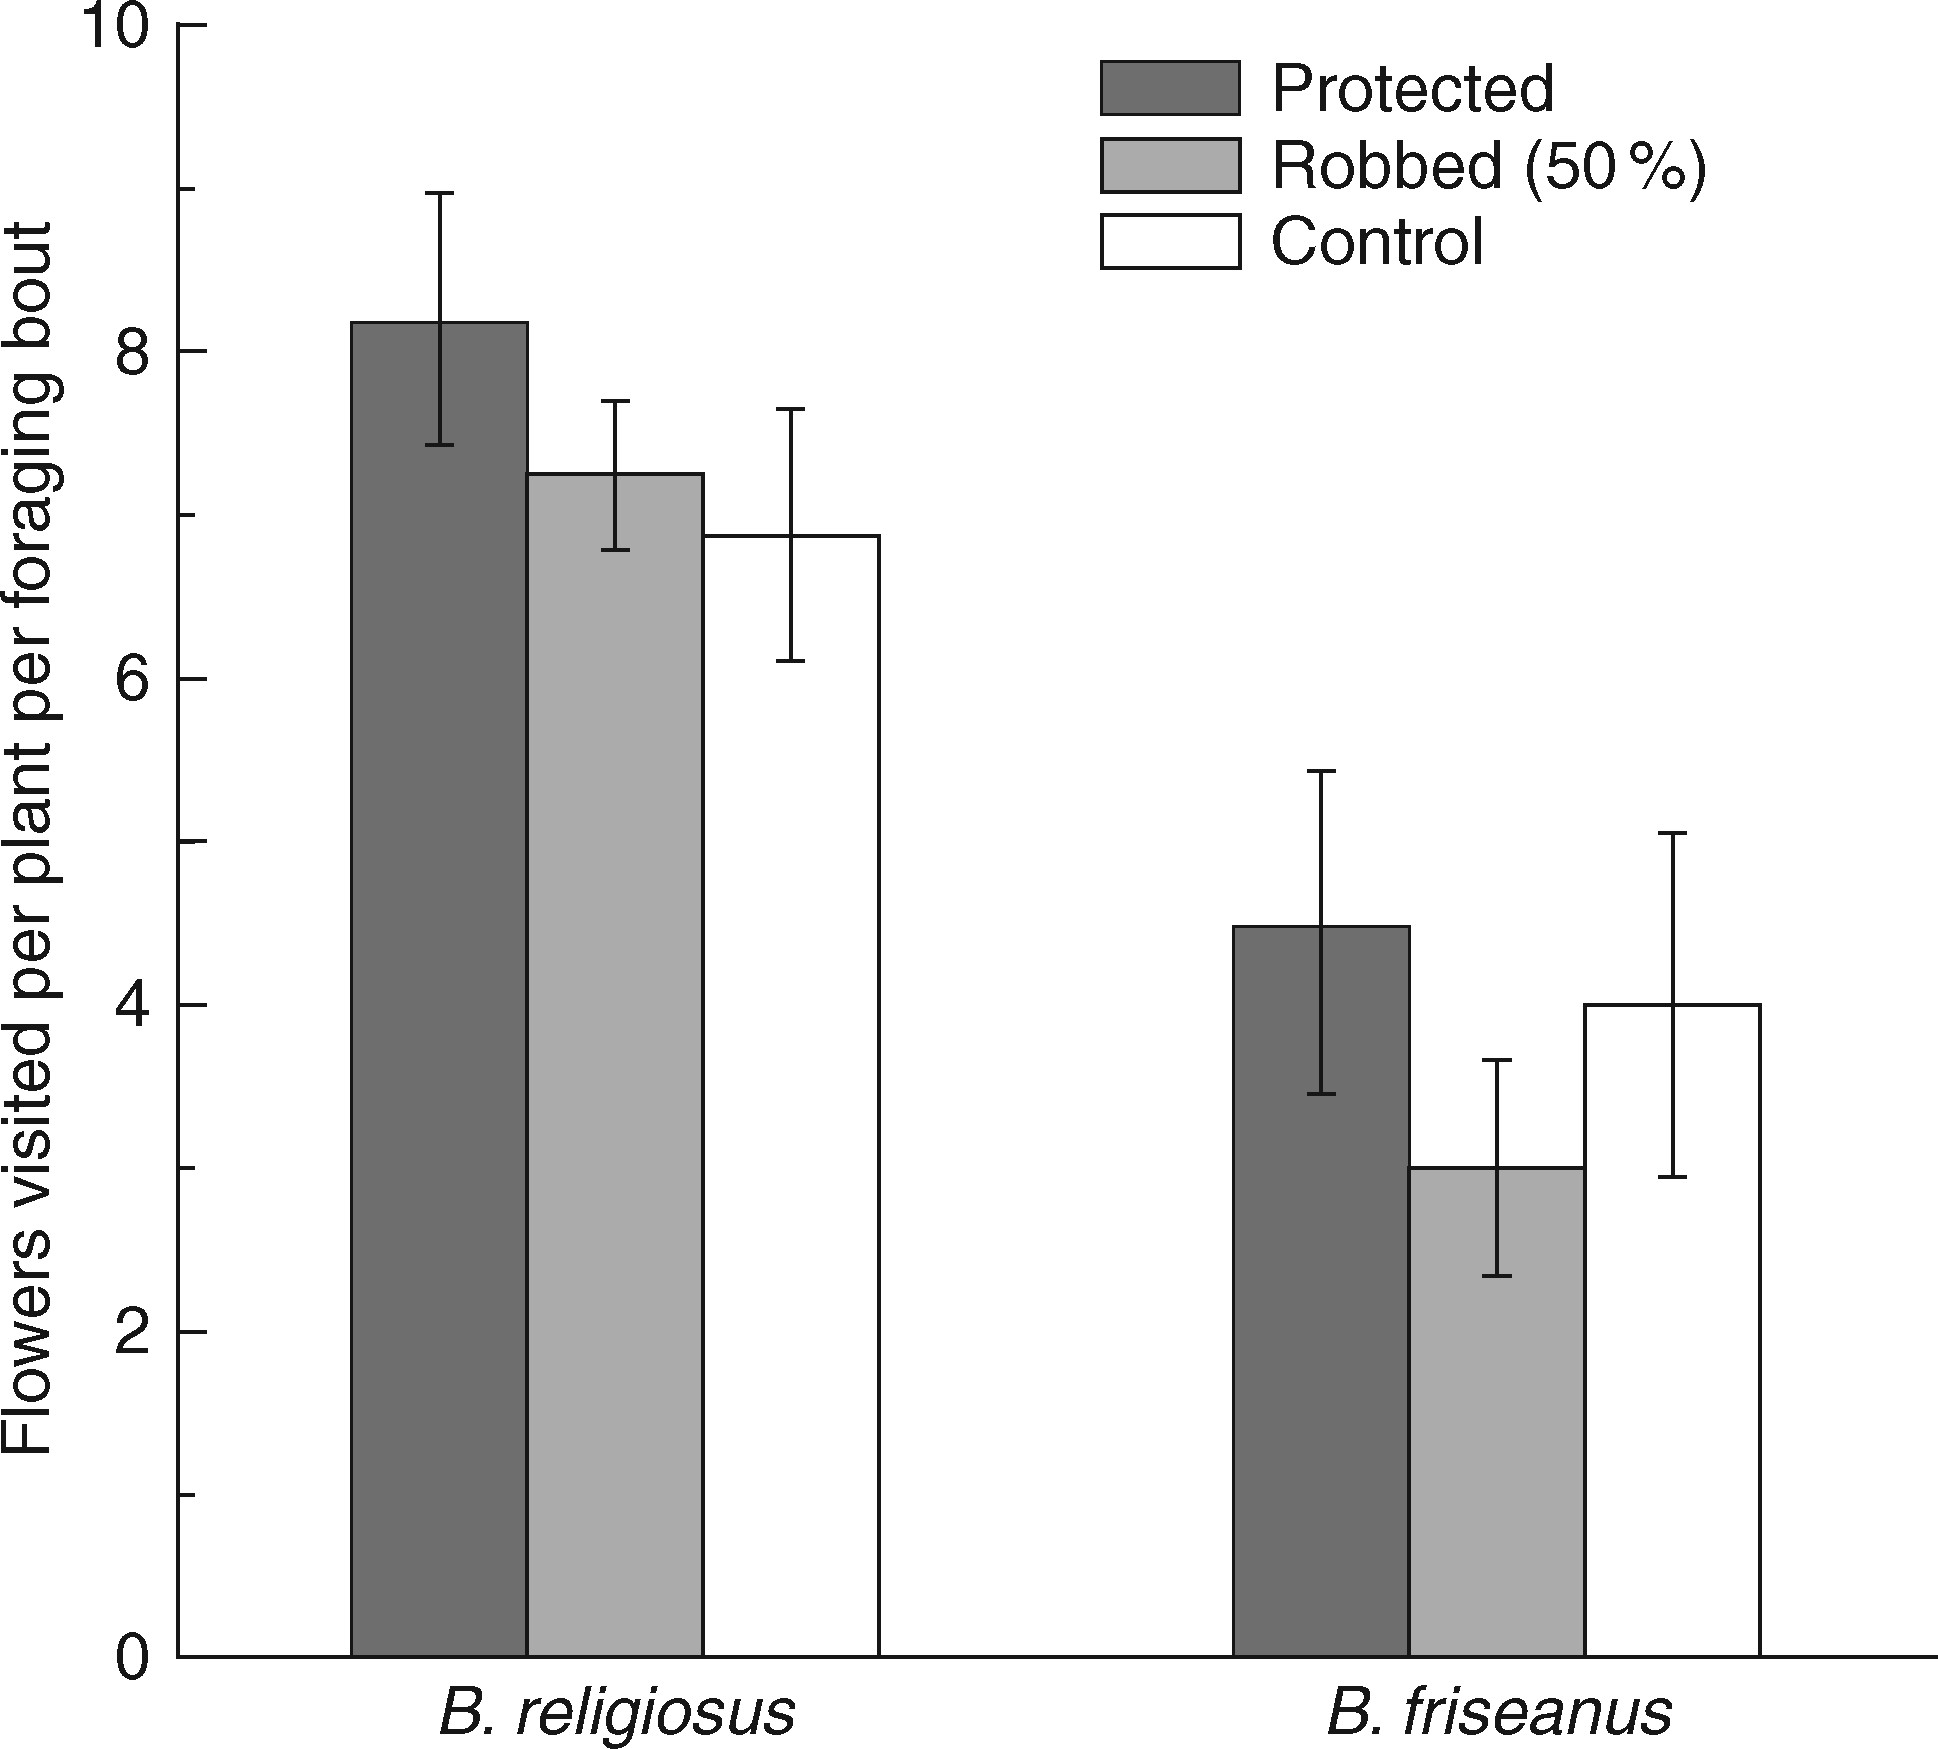 Flowers visited per plant per foraging bout
10
8
6
4
2
0
Protected
Robbed (50 %)
Control
B. religiosus
B. friseanus